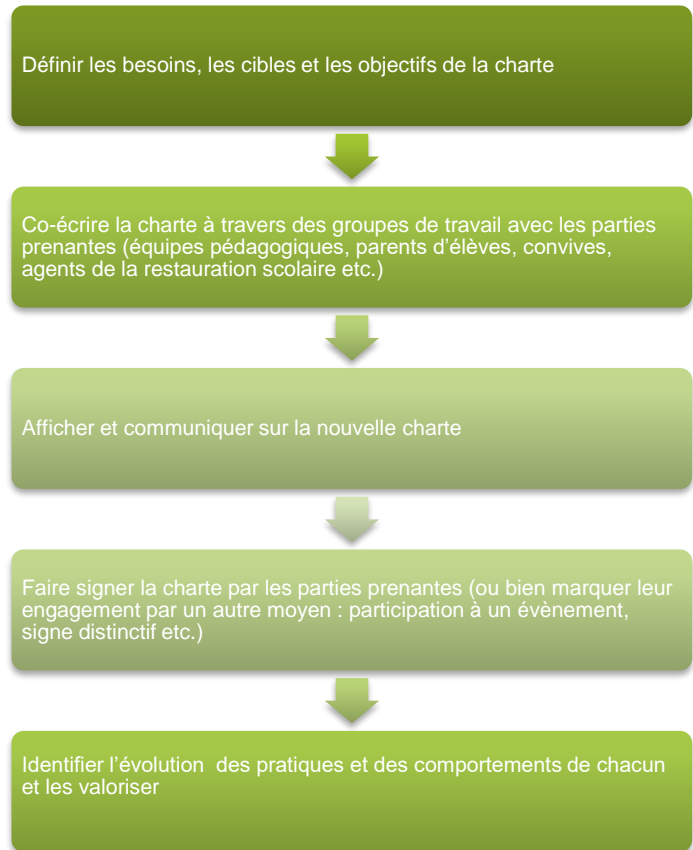 Définir les besoins, les cibles et les objectifs de la charte
Co-écrire la charte à travers des groupes de travail avec les parties
prenantes (équipes pédagogiques, parents d’élèves, convives,
agents de la restauration scolaire etc.)
Afficher et communiquer sur la nouvelle charte
Faire signer la charte par les parties prenantes (ou bien marquer leur
engagement par un autre moyen : participation à un évènement,
signe distinctif etc.)
Identifier l’évolution  des pratiques et des comportements de chacun
et les valoriser